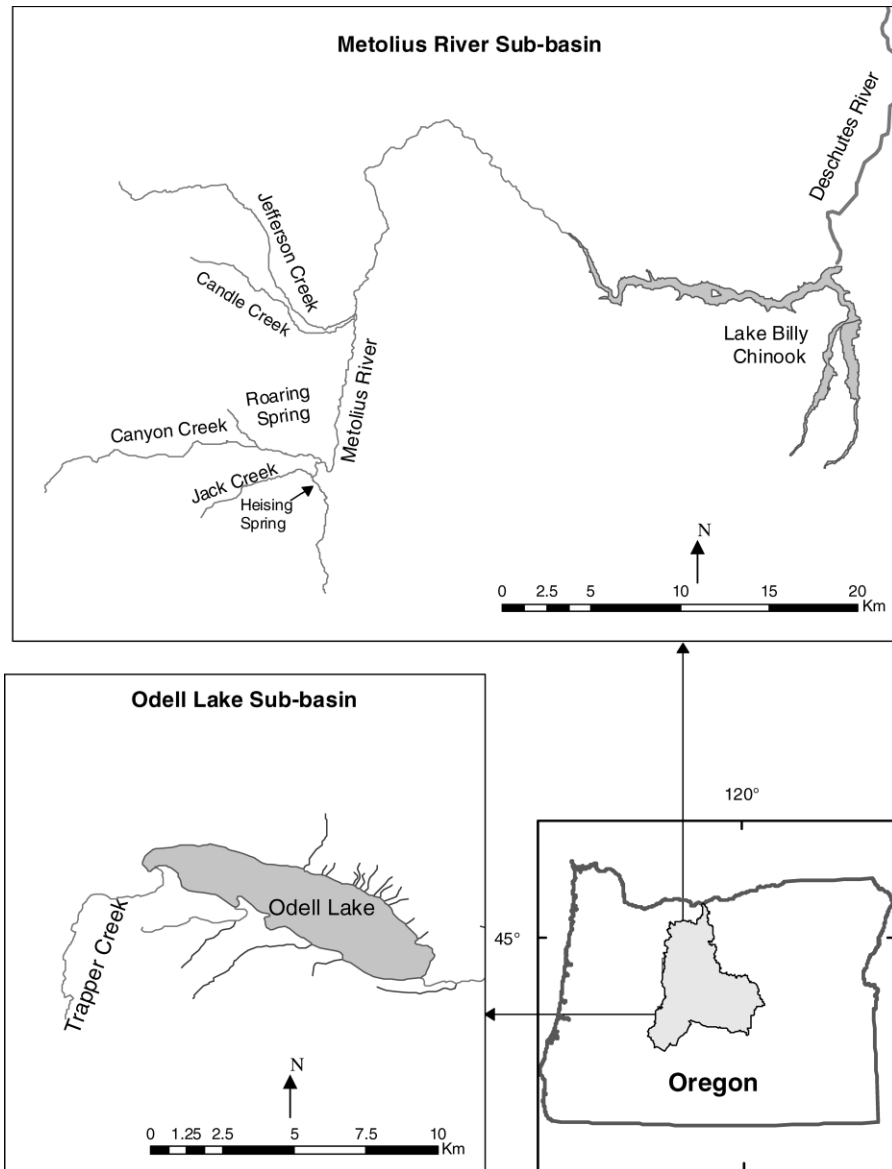 Metolius River Sub-basin
Deschutes River
Jefferson Creek
Candle Creek
Lake Billy
Chinook
Roaring
Spring
Metolius River
Canyon Creek
Jack Creek
Heising
Spring
N
0 2.5 5 10 15 20
Km
Odell Lake Sub-basin
120°
Odell Lake
45°
Trapper Creek
N
Oregon
0 1.25 2.5 5 7.5 10
Km